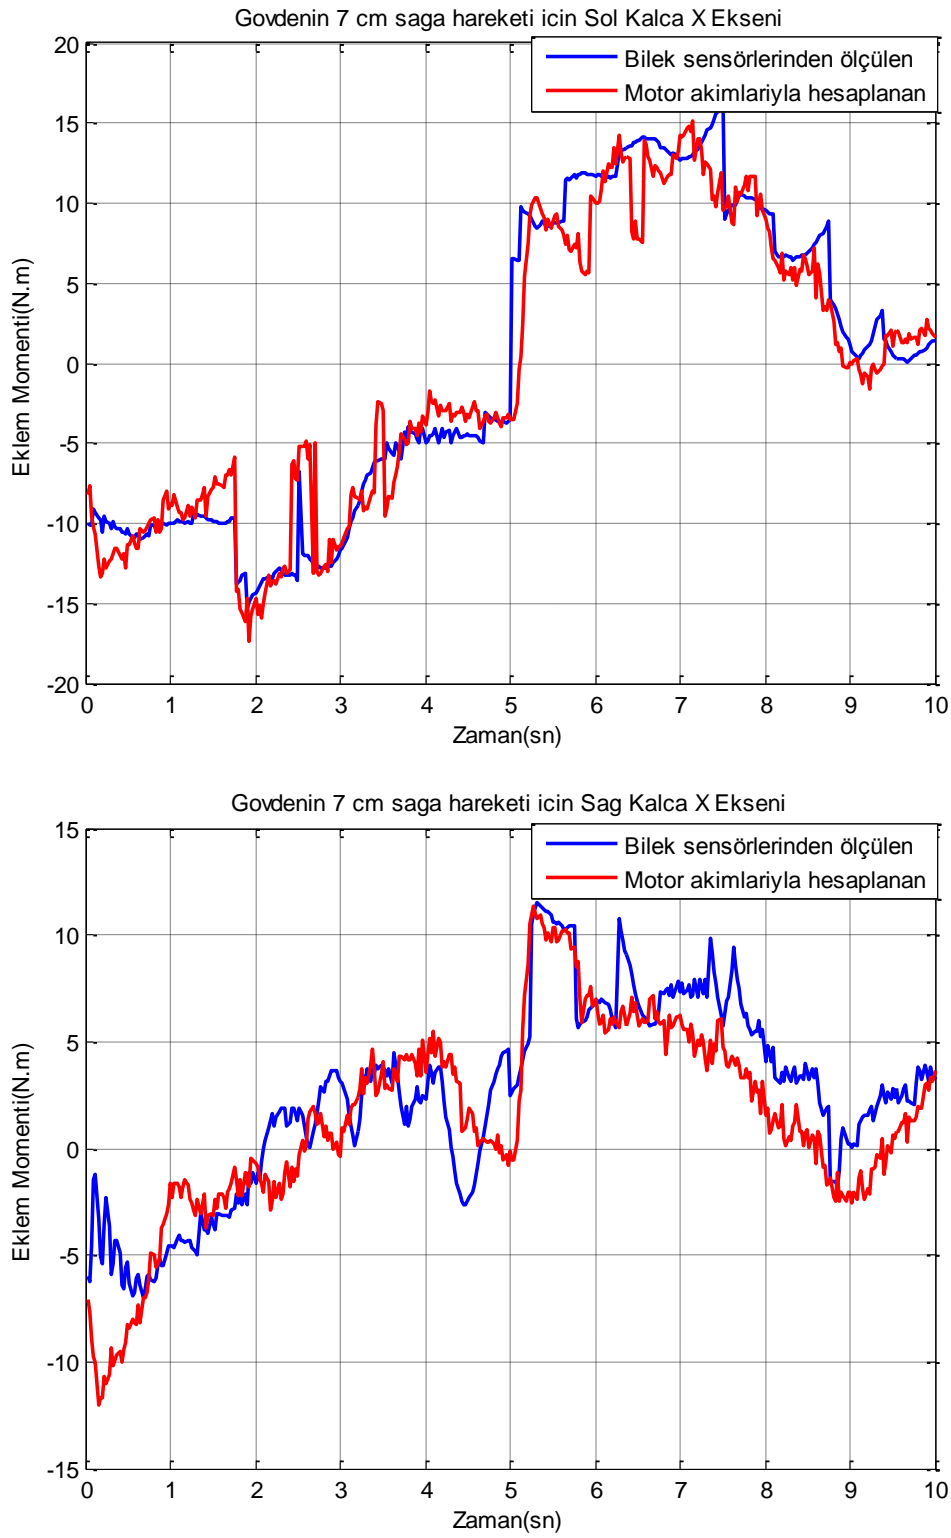 Govdenin 7 cm saga hareketi icin Sol Kalca X Ekseni
Bilek sensörlerinden ölçülen
Motor akimlariyla hesaplanan
20
15
10
5
0
-5
-10
-15
-20
Eklem Momenti(N.m)
0 1 2 3 4 5 6 7 8 9 10
Zaman(sn)
Govdenin 7 cm saga hareketi icin Sag Kalca X Ekseni
Bilek sensörlerinden ölçülen
Motor akimlariyla hesaplanan
15
10
5
0
-5
-10
-15
Eklem Momenti(N.m)
0 1 2 3 4 5 6 7 8 9 10
Zaman(sn)